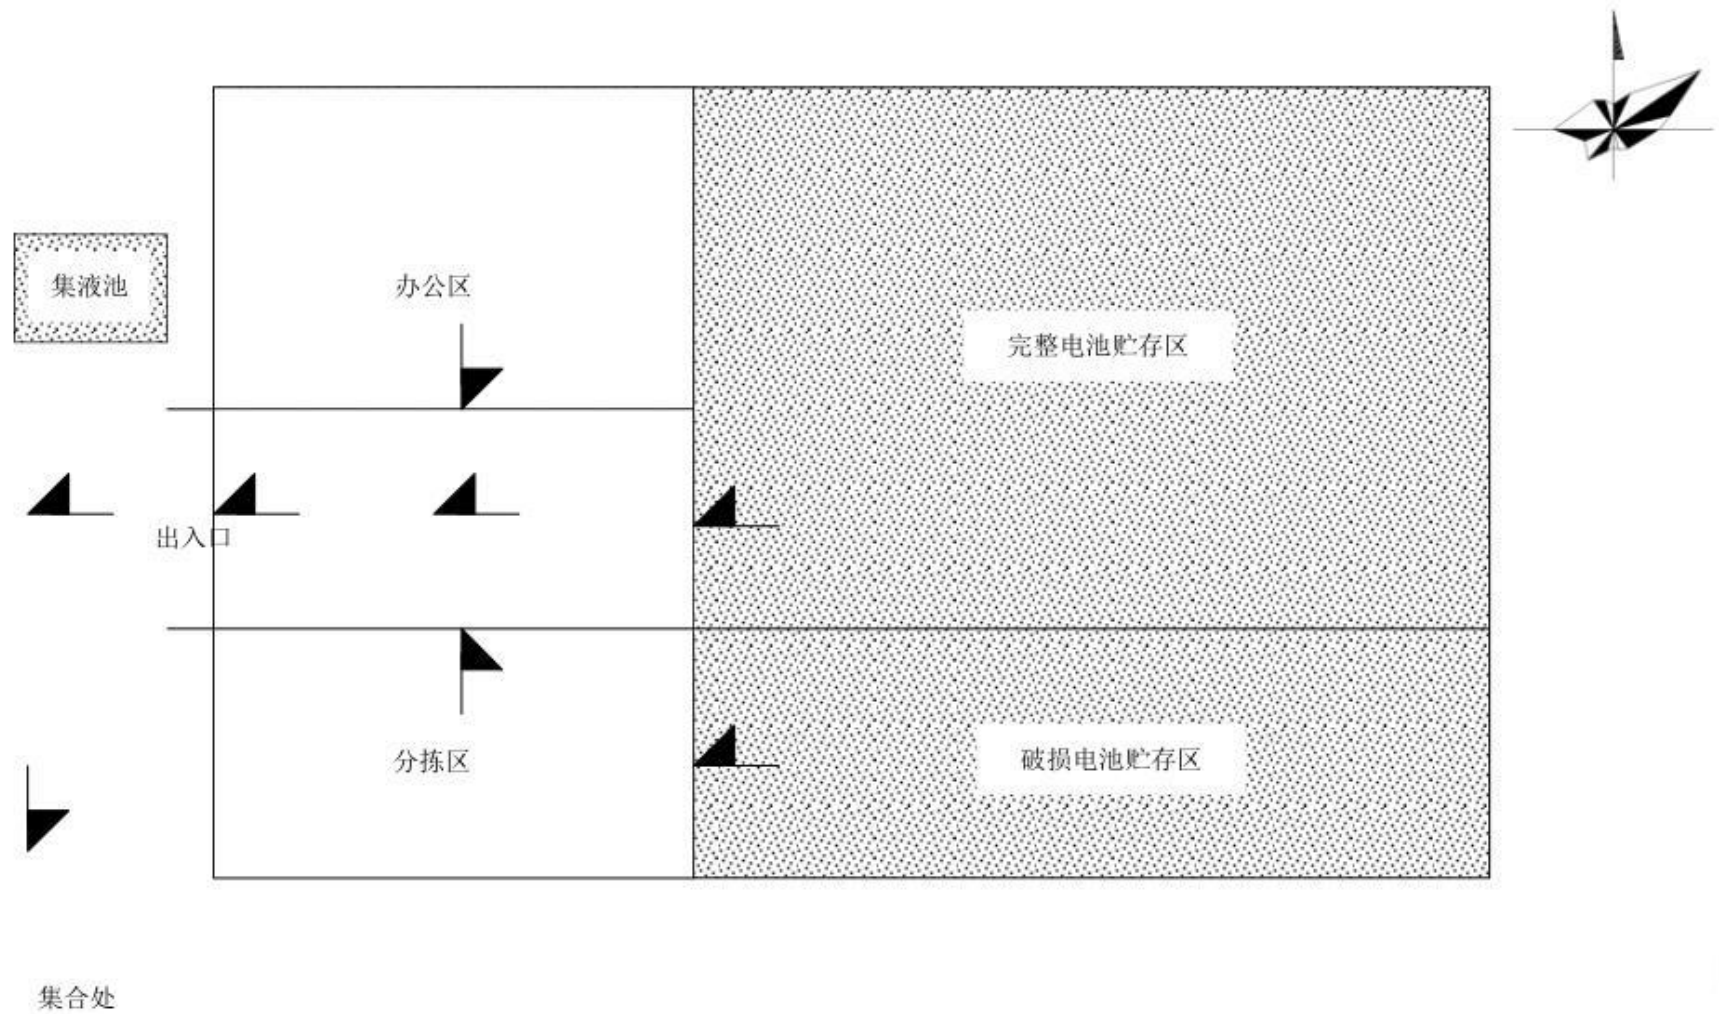 集液池
办公区
完整电池贮存区
出入口
分拣区
破损电池贮存区
集合处